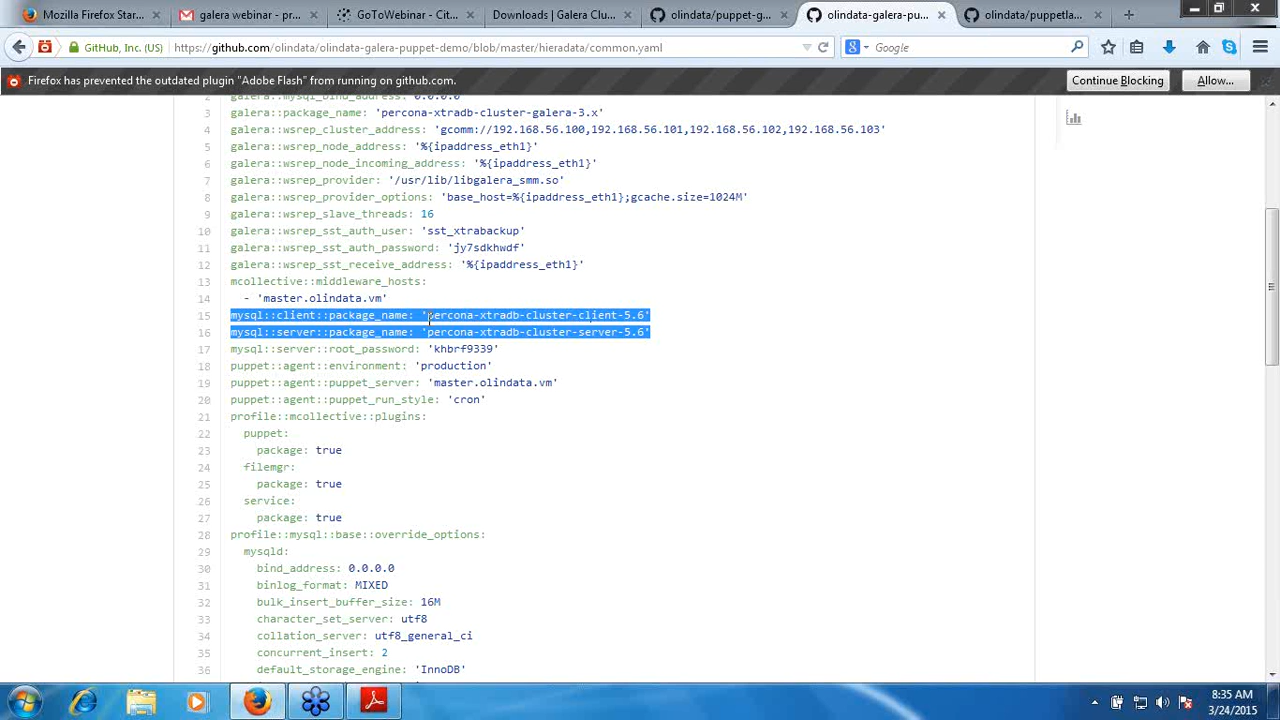 Mozilla Firefox Star...
galera webinar - pr...
GoToWebinar - Cit...
Downloads | Galera Clu...
olindata/puppet-g...
olindata-galera-pu...
olindata/puppetla...
GitHub, Inc. (US)
https://github.com/olindata/olindata-galera-puppet-demo/blob/master/hieradata/common.yaml
Google
Firefox has prevented the outdated plugin "Adobe Flash" from running on github.com.
Continue Blocking
Allow...
2 galera::mysql_bind_address: 0.0.0.0
3 galera::package_name: 'percona-xtradb-cluster-galera-3.x'
4 galera::wsrep_cluster_address: 'gcomm://192.168.56.100,192.168.56.101,192.168.56.102,192.168.56.103'
5 galera::wsrep_node_address: '%{ipaddress_eth1}'
6 galera::wsrep_node_incoming_address: '%{ipaddress_eth1}'
7 galera::wsrep_provider: '/usr/lib/libgalera_smm.so'
8 galera::wsrep_provider_options: 'base_host=%{ipaddress_eth1};gcache.size=1024M'
9 galera::wsrep_slave_threads: 16
10 galera::wsrep_sst_auth_user: 'sst_xtrabackup'
11 galera::wsrep_sst_auth_password: 'jy7sdkhwdf'
12 galera::wsrep_sst_receive_address: '%{ipaddress_eth1}'
13 mcollective::middleware_hosts:
14 - 'master.olindata.vm'
15 mysql::client::package_name: 'percona-xtradb-cluster-client-5.6'
16 mysql::server::package_name: 'percona-xtradb-cluster-server-5.6'
17 mysql::server::root_password: 'khbrf9339'
18 puppet::agent::environment: 'production'
19 puppet::agent::puppet_server: 'master.olindata.vm'
20 puppet::agent::puppet_run_style: 'cron'
21 profile::mcollective::plugins:
22 puppet:
23 package: true
24 filemgr:
25 package: true
26 service:
27 package: true
28 profile::mysql::base::override_options:
29 mysqld:
30 bind_address: 0.0.0.0
31 binlog_format: MIXED
32 bulk_insert_buffer_size: 16M
33 character_set_server: utf8
34 collation_server: utf8_general_ci
35 concurrent_insert: 2
36 default_storage_engine: 'InnoDB'
8:35 AM
3/24/2015